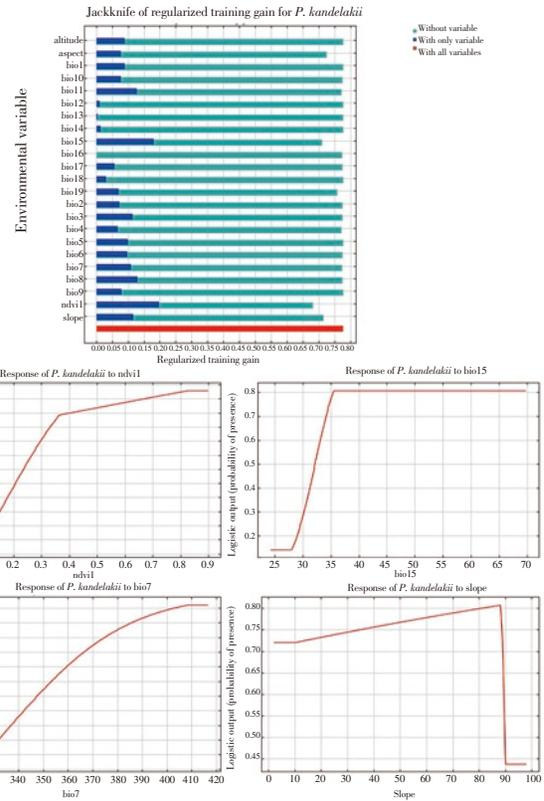 Jackknife of regularized training gain for P. kandelakii
Without variable
With only variable
With all variables
Environmental variable
altitude
aspect
bio1
bio10
bio11
bio12
bio13
bio14
bio15
bio16
bio17
bio18
bio19
bio2
bio3
bio4
bio5
bio6
bio7
bio8
bio9
ndvi1
slope
0.00 0.05 0.10 0.15 0.20 0.25 0.30 0.35 0.40 0.45 0.50 0.55 0.60 0.65 0.70 0.75 0.80
Regularized training gain
Response of P. kandelakii to ndvi1
0.2 0.3 0.4 0.5 0.6 0.7 0.8 0.9
ndvi1
Response of P. kandelakii to bio15
Logistic output (probability of presence)
0.8
0.7
0.6
0.5
0.4
0.3
0.2
25 30 35 40 45 50 55 60 65 70
bio15
Response of P. kandelakii to bio7
340 350 360 370 380 390 400 410 420
bio7
Response of P. kandelakii to slope
Logistic output (probability of presence)
0.80
0.75
0.70
0.65
0.60
0.55
0.50
0.45
0 10 20 30 40 50 60 70 80 90 100
Slope